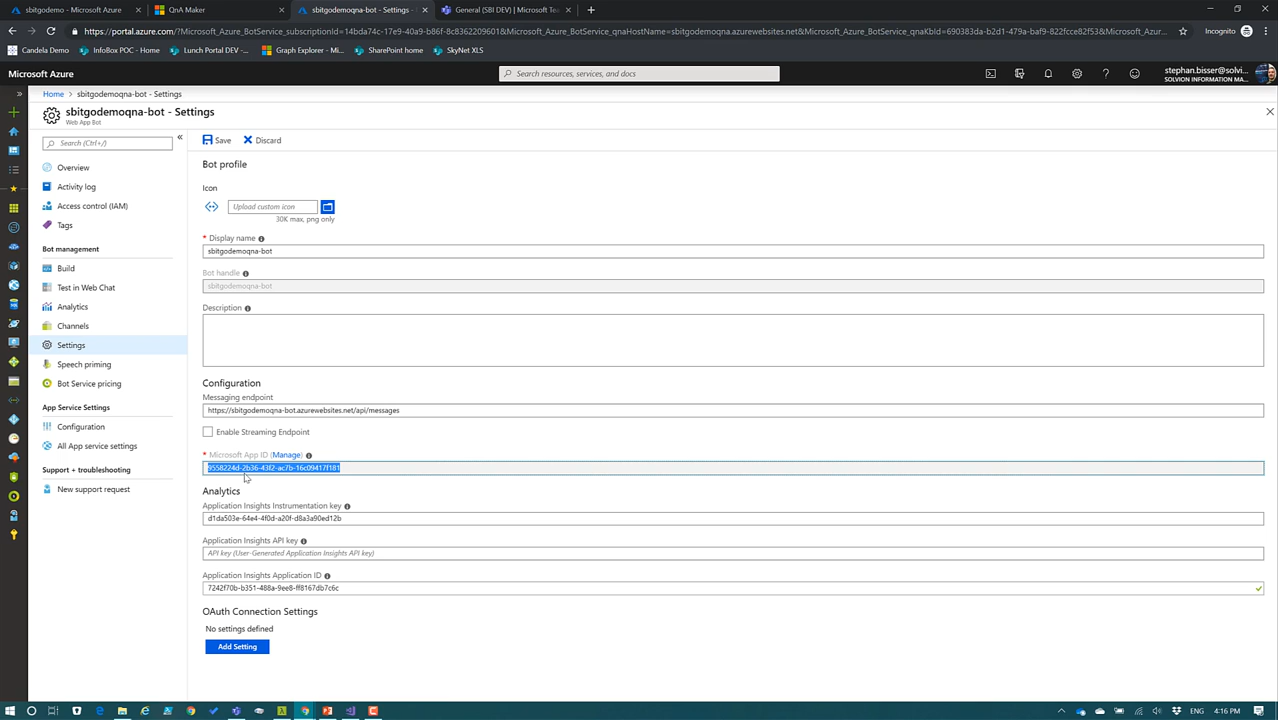 sbitgodemo - Microsoft Azure
QnA Maker
sbitgodemoqna-bot - Settings -
General (SBI DEV) | Microsoft Tea
https://portal.azure.com/?Microsoft_Azure_BotService_subscriptionId=14bda74c-17e9-40a9-b86f-8c8362209601&Microsoft_Azure_BotService_qnaHostName=sbitgodemoqna.azurewebsites.net&Microsoft_Azure_BotService_qnaKbId=690383da-b2d1-479a-baf9-822fcce82f53&Microsoft_Azur...
Incognito
Candela Demo
InfoBox POC - Home
Lunch Portal DEV -...
Graph Explorer - Mi...
SharePoint home
SkyNet XLS
Microsoft Azure
Search resources, services, and docs
stephan.bisser@solvi...
SOLVION INFORMATION MA...
Home > sbitgodemoqna-bot - Settings
sbitgodemoqna-bot - Settings
Web App Bot
Search (Ctrl+/)
Overview
Activity log
Access control (IAM)
Tags
Bot management
Build
Test in Web Chat
Analytics
Channels
Settings
Speech priming
Bot Service pricing
App Service Settings
Configuration
All App service settings
Support + troubleshooting
New support request
Save
Discard
Bot profile
Icon
Upload custom icon
30K max, png only
* Display name
sbitgodemoqna-bot
Bot handle
sbitgodemoqna-bot
Description
Configuration
Messaging endpoint
https://sbitgodemoqna-bot.azurewebsites.net/api/messages
Enable Streaming Endpoint
* Microsoft App ID (Manage)
9558224d-2b36-43f2-ac7b-16c09417f181
Analytics
Application Insights Instrumentation key
d1da503e-64e4-4f0d-a20f-d8a3a90ed12b
Application Insights API key
API key (User-Generated Application Insights API key)
Application Insights Application ID
7242f70b-b351-488a-9ee8-ff8167db7c6c
OAuth Connection Settings
No settings defined
Add Setting
4:16 PM